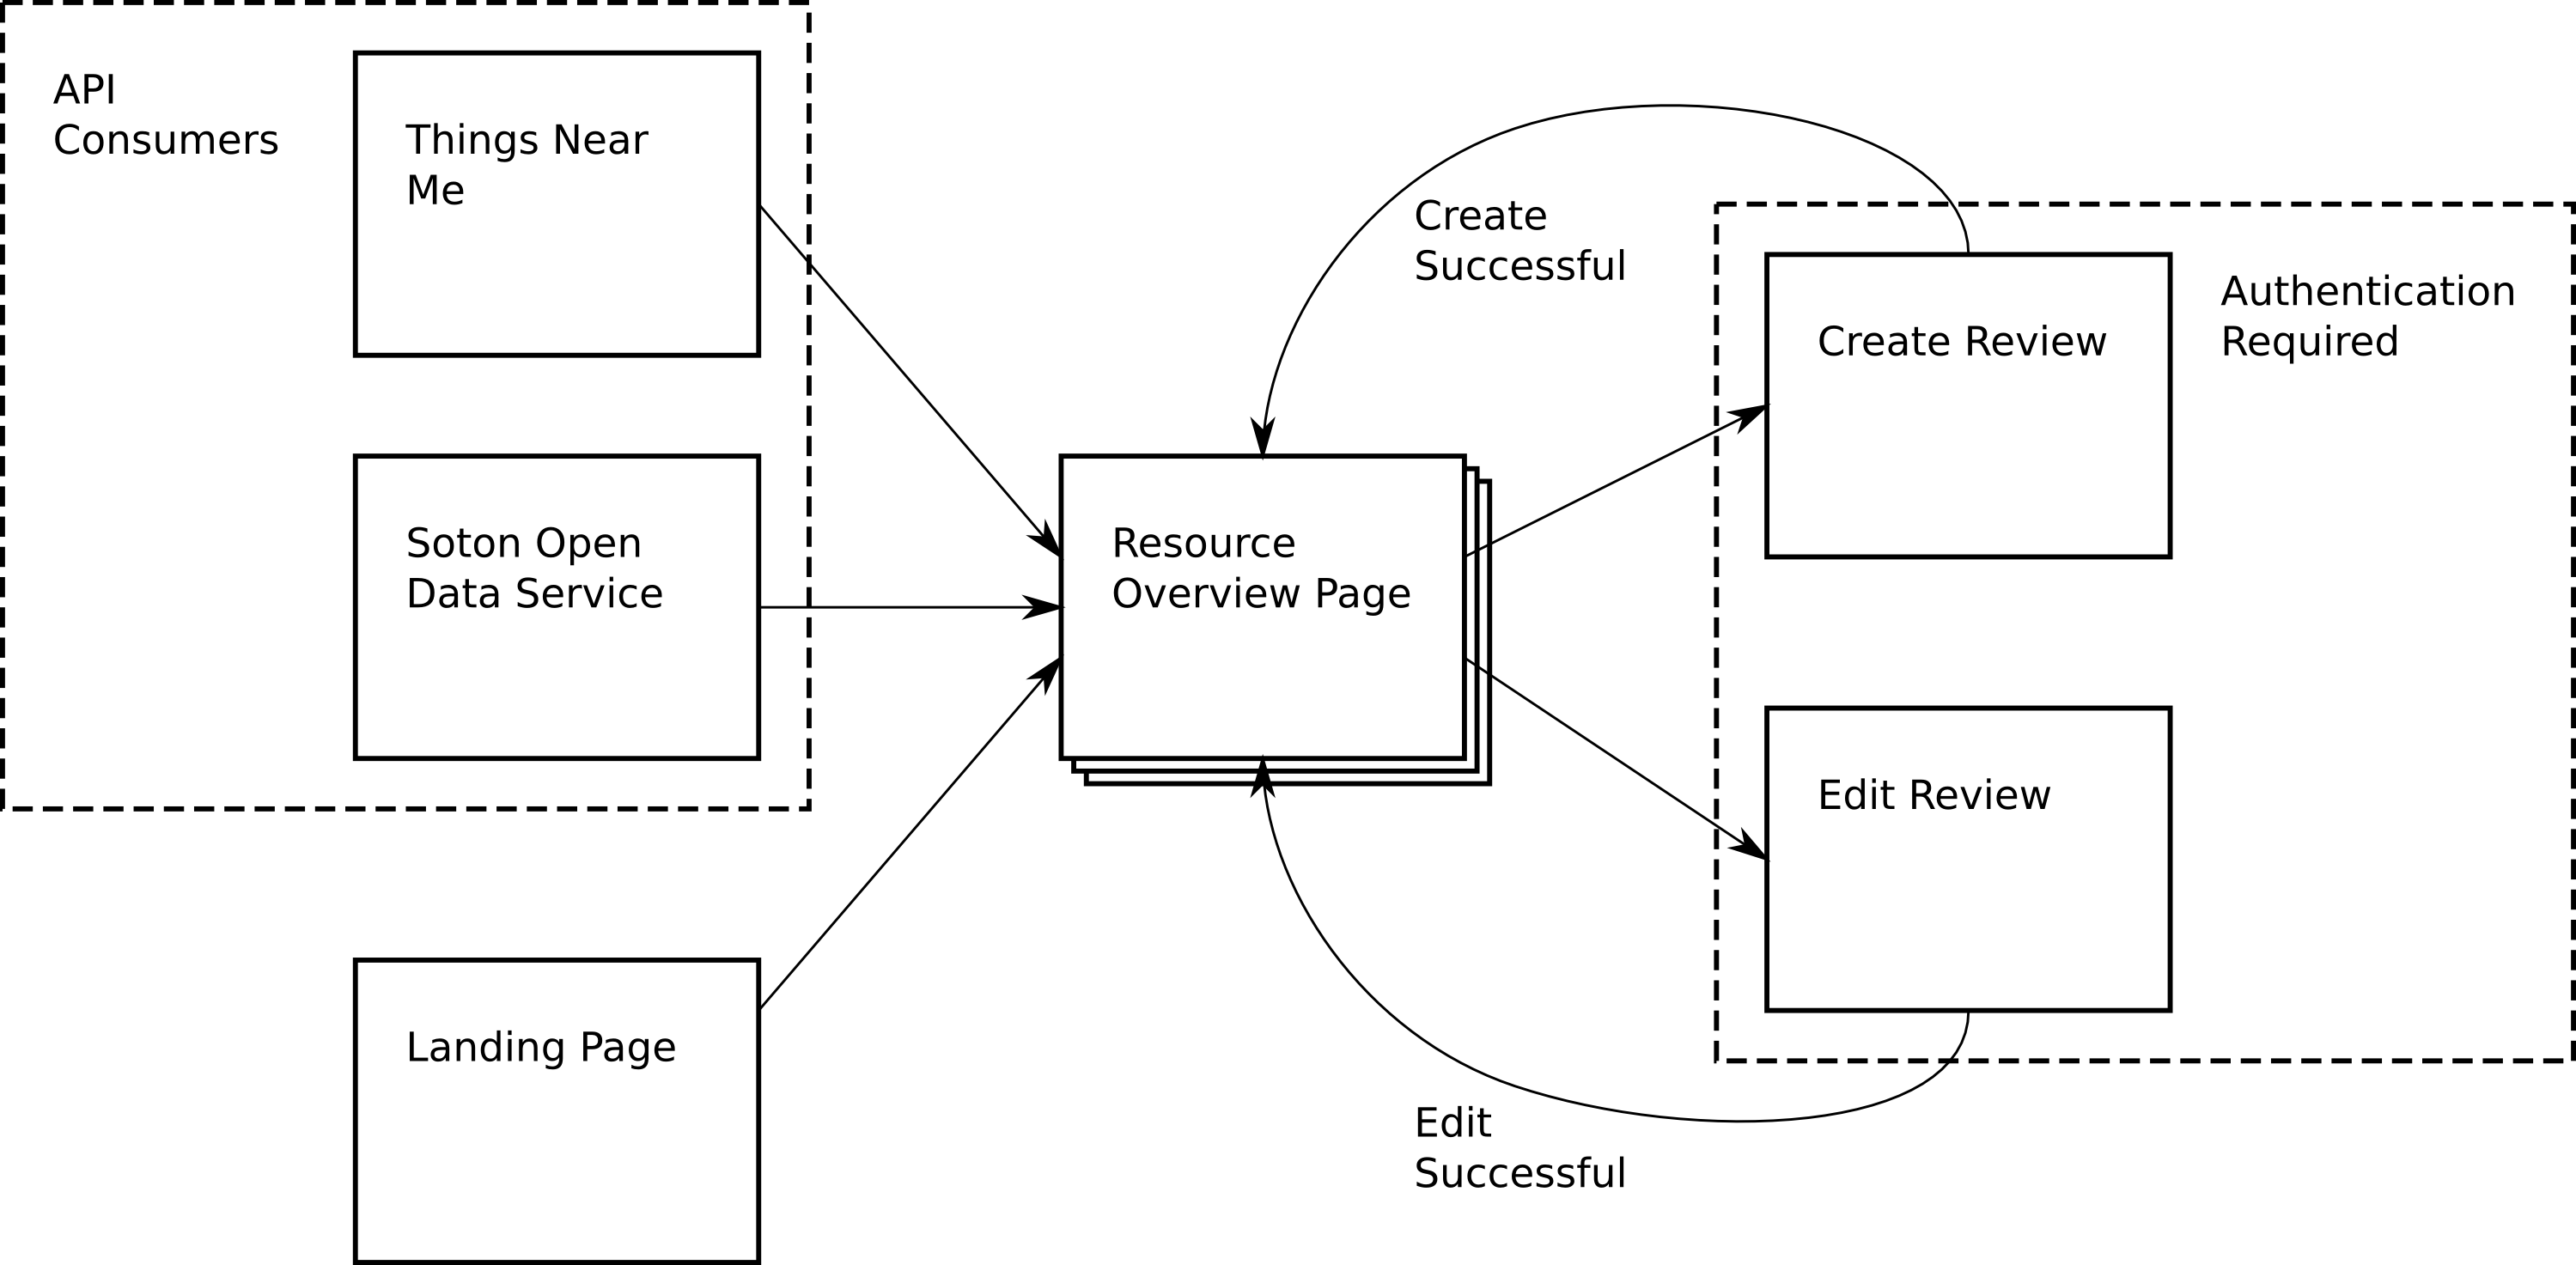 API
Consumers
Things Near
Me
Soton Open
Data Service
Landing Page
Resource
Overview Page
Create
Successful
Edit
Successful
Create Review
Edit Review
Authentication
Required